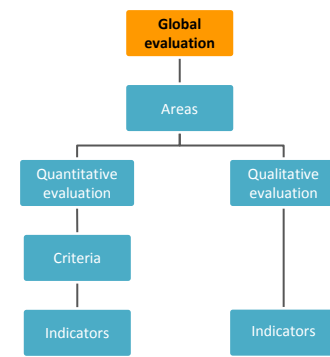 Global
evaluation
Areas
Quantitative
evaluation
Qualitative
evaluation
Criteria
Indicators
Indicators